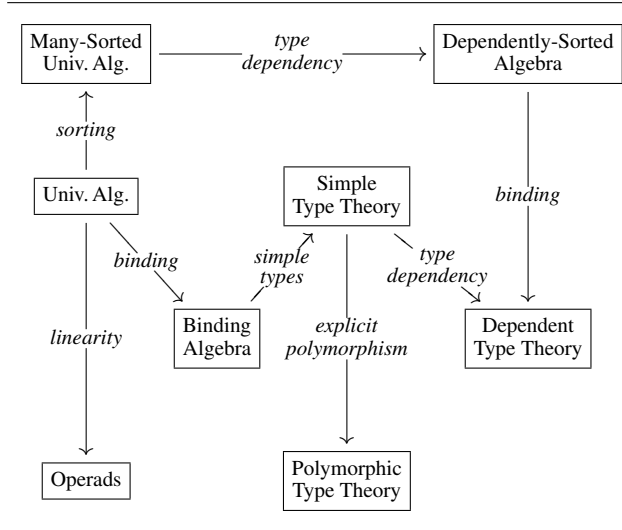 Many-Sorted
Univ. Alg.
type
dependency
Dependently-Sorted
Algebra
sorting
Univ. Alg.
Simple
Type Theory
binding
binding
simple
types
type
dependency
linearity
Binding
Algebra
explicit
polymorphism
Dependent
Type Theory
Operads
Polymorphic
Type Theory